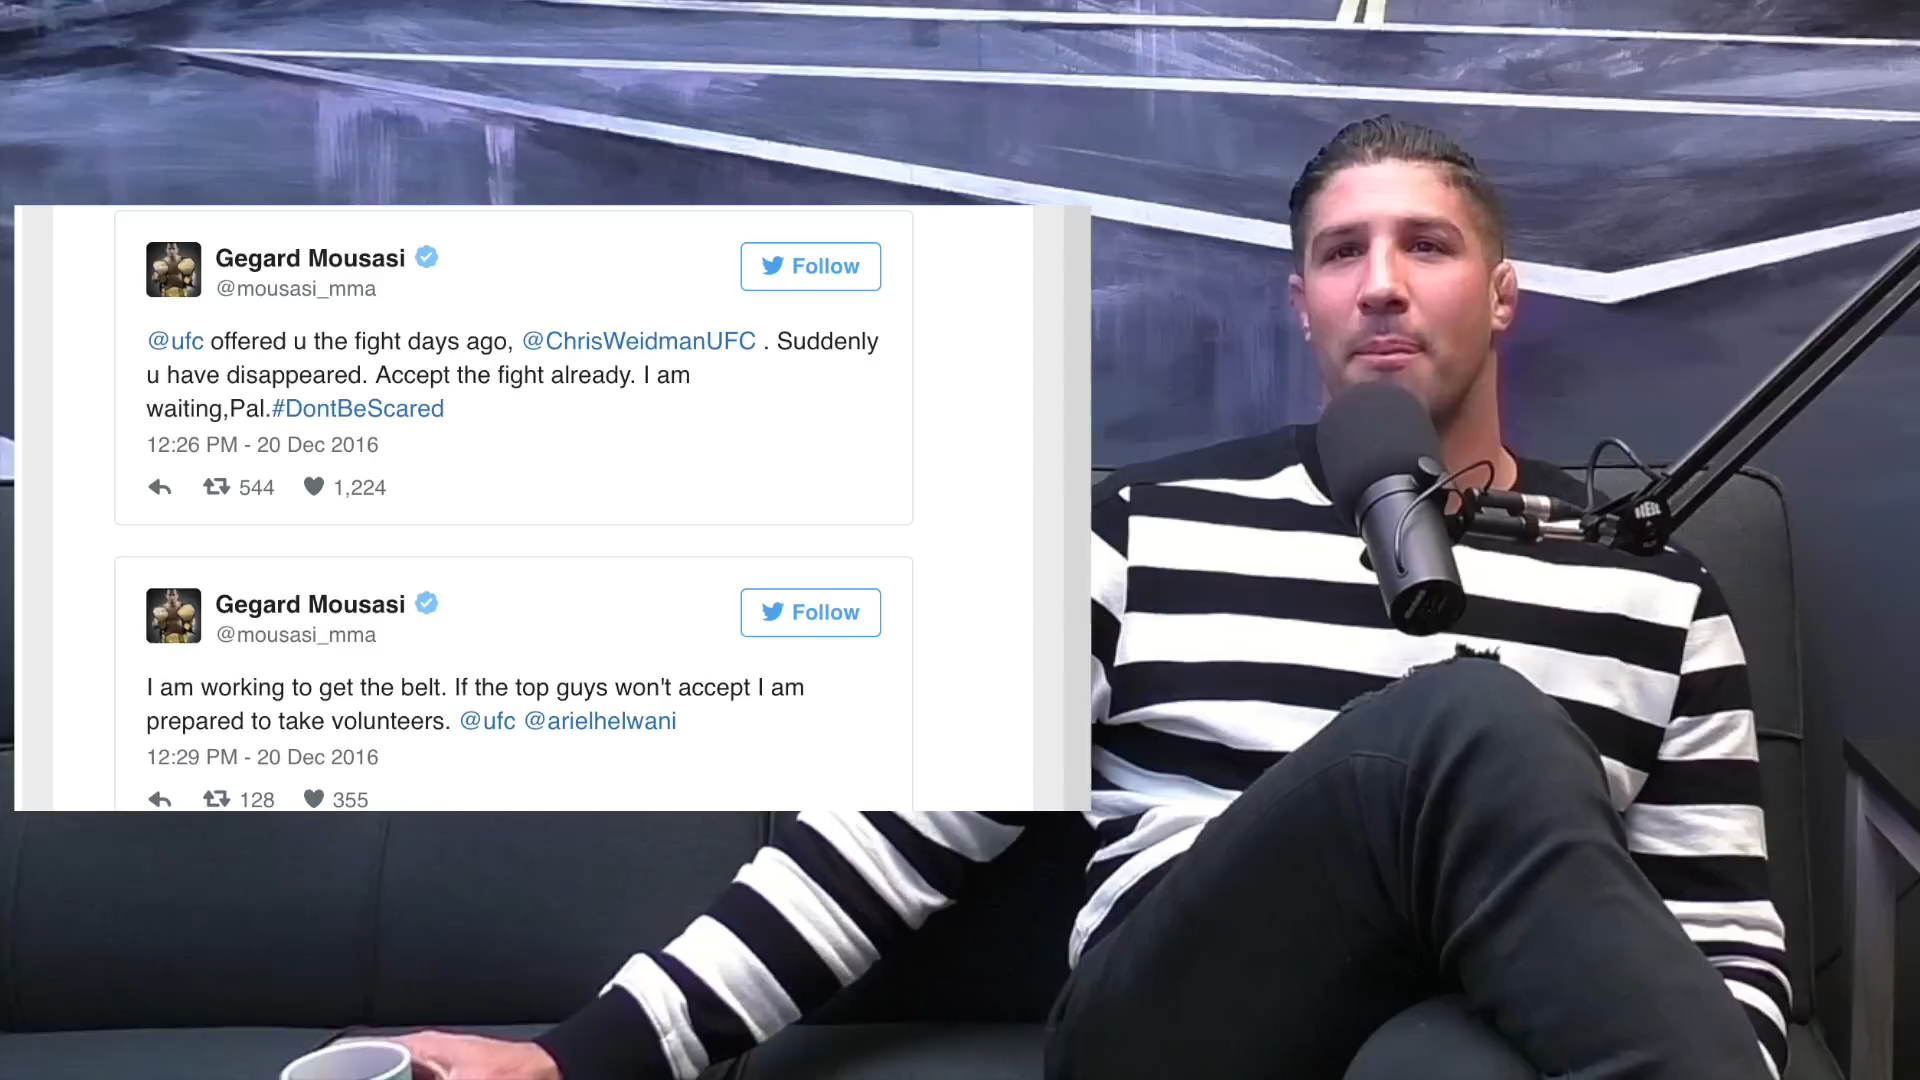 Gegard Mousasi
Follow
@mousasi_mma
@ufc offered u the fight days ago, @ChrisWeidmanUFC . Suddenly
u have disappeared. Accept the fight already. I am
waiting,Pal.#DontBeScared
12:26 PM - 20 Dec 2016
544 1,224
Gegard Mousasi
Follow
@mousasi_mma
I am working to get the belt. If the top guys won't accept I am
prepared to take volunteers. @ufc @arielhelwani
12:29 PM - 20 Dec 2016
128 355
HEIL